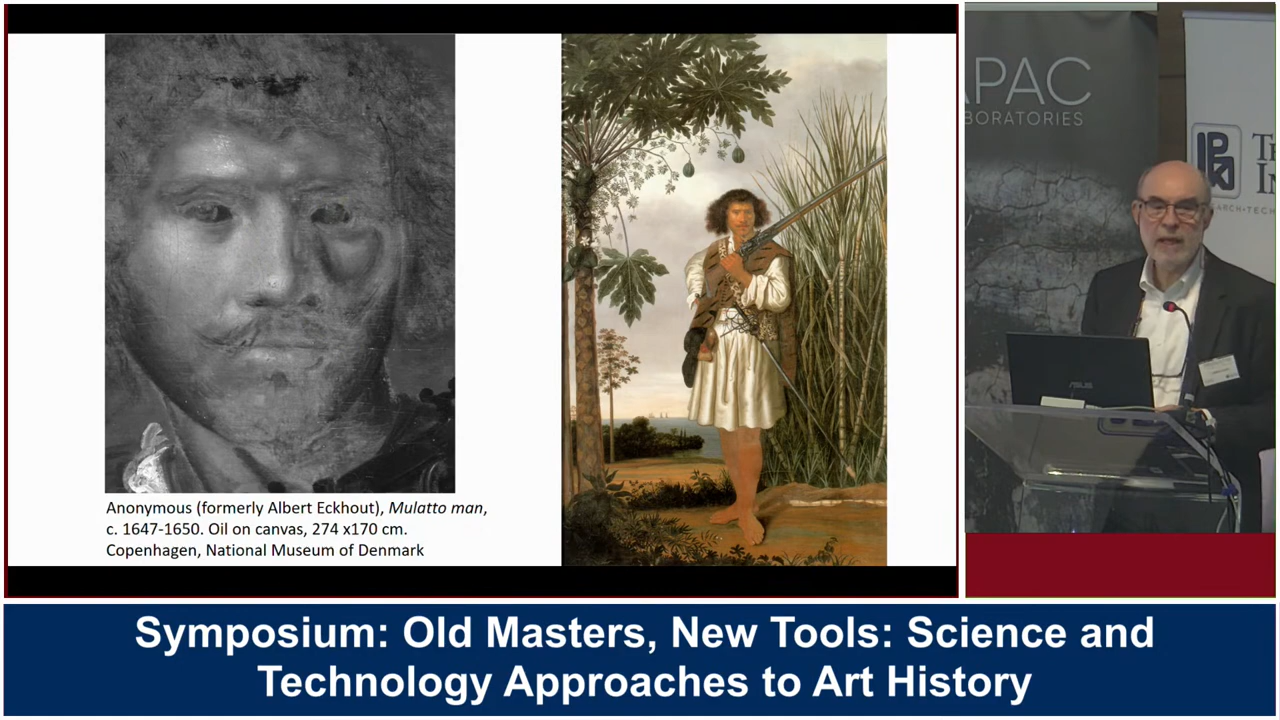 Anonymous (formerly Albert Eckhout), Mulatto man,
c. 1647-1650. Oil on canvas, 274 x170 cm.
Copenhagen, National Museum of Denmark
APAC
LABORATORIES
ASUS
Symposium: Old Masters, New Tools: Science and
Technology Approaches to Art History